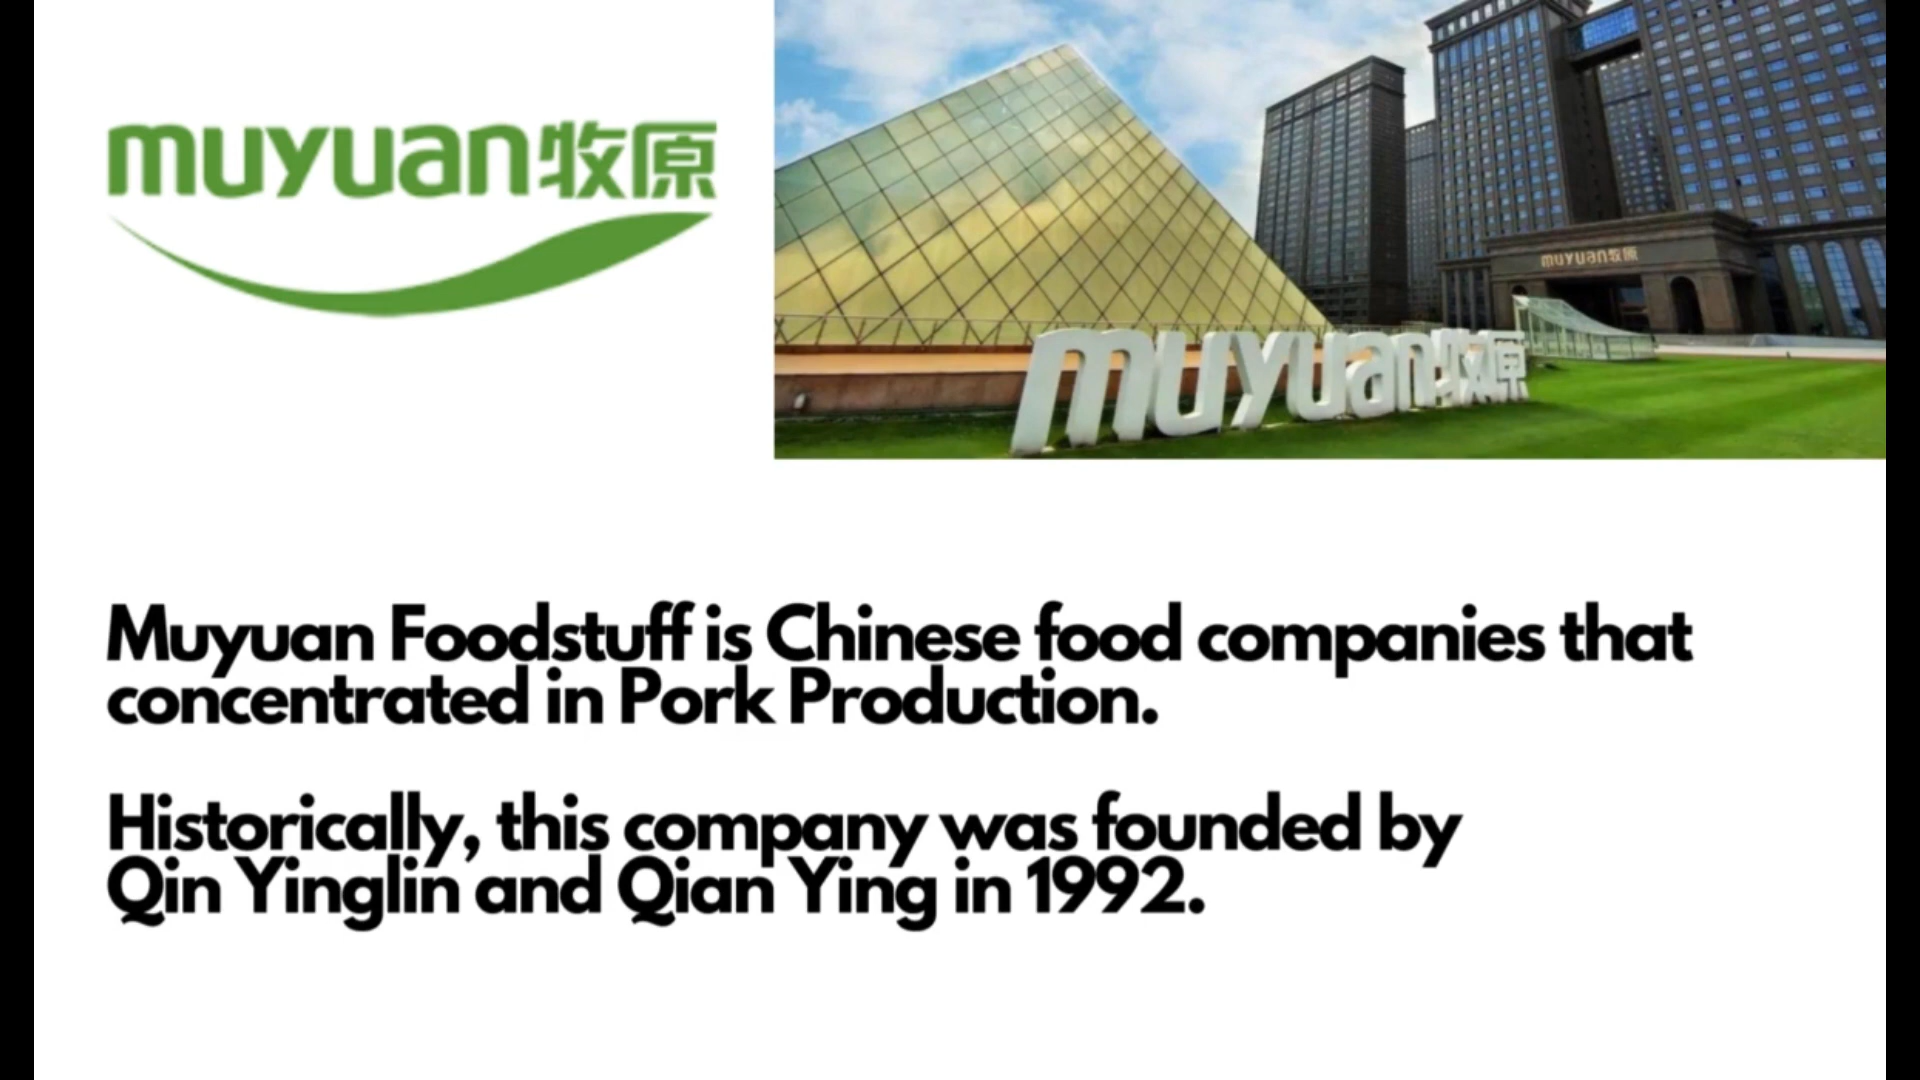 muyuan牧原
muyuan牧原
muyuan牧原
Muyuan Foodstuff is Chinese food companies that
concentrated in Pork Production.
Historically, this company was founded by
Qin Yinglin and Qian Ying in 1992.